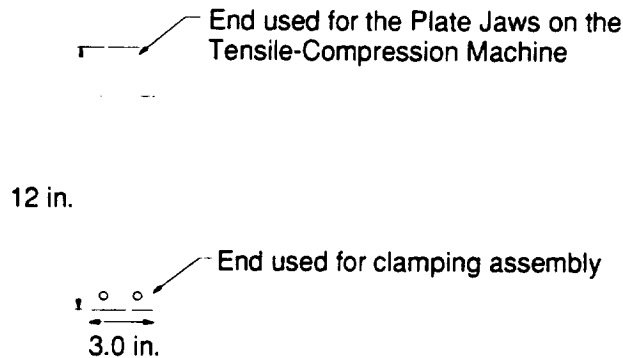 End used for the Plate Jaws on the
Tensile-Compression Machine
12 in.
End used for clamping assembly
3.0 in.